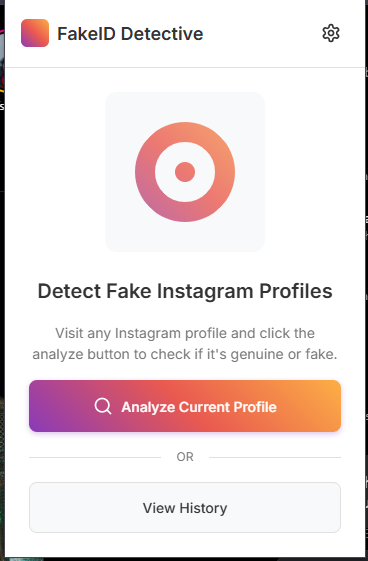 FakeID Detective
Detect Fake Instagram Profiles
Visit any Instagram profile and click the
analyze button to check if it's genuine or fake.
Analyze Current Profile
OR
View History